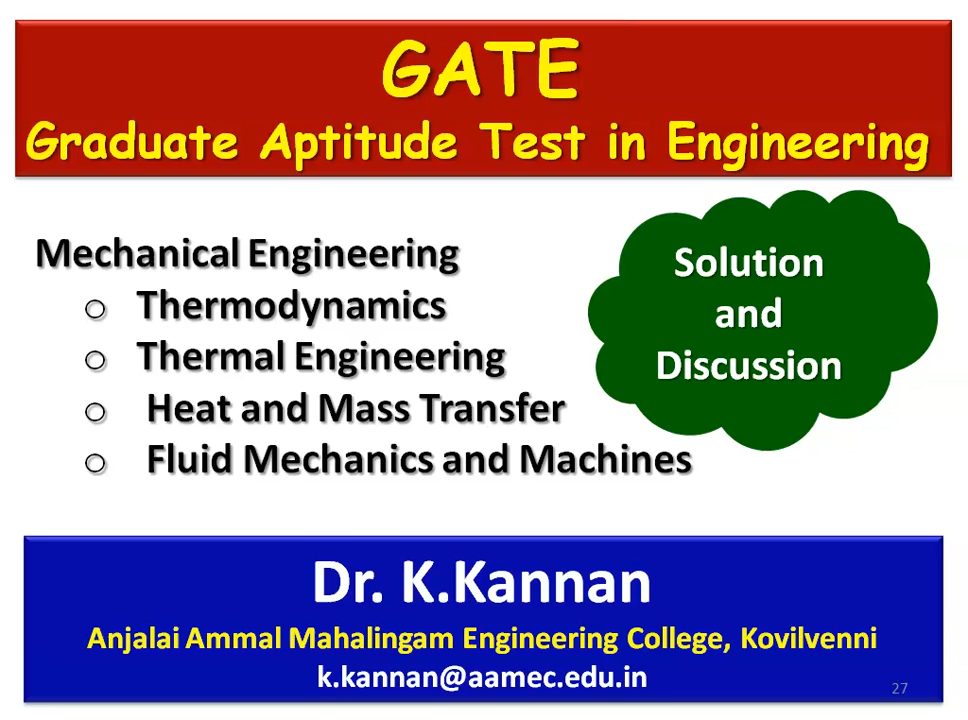 GATE
Graduate Aptitude Test in Engineering
Mechanical Engineering
o Thermodynamics
o Thermal Engineering
o Heat and Mass Transfer
o Fluid Mechanics and Machines
Solution
and
Discussion
Dr. K.Kannan
Anjalai Ammal Mahalingam Engineering College, Kovilvenni
k.kannan@aamec.edu.in
27